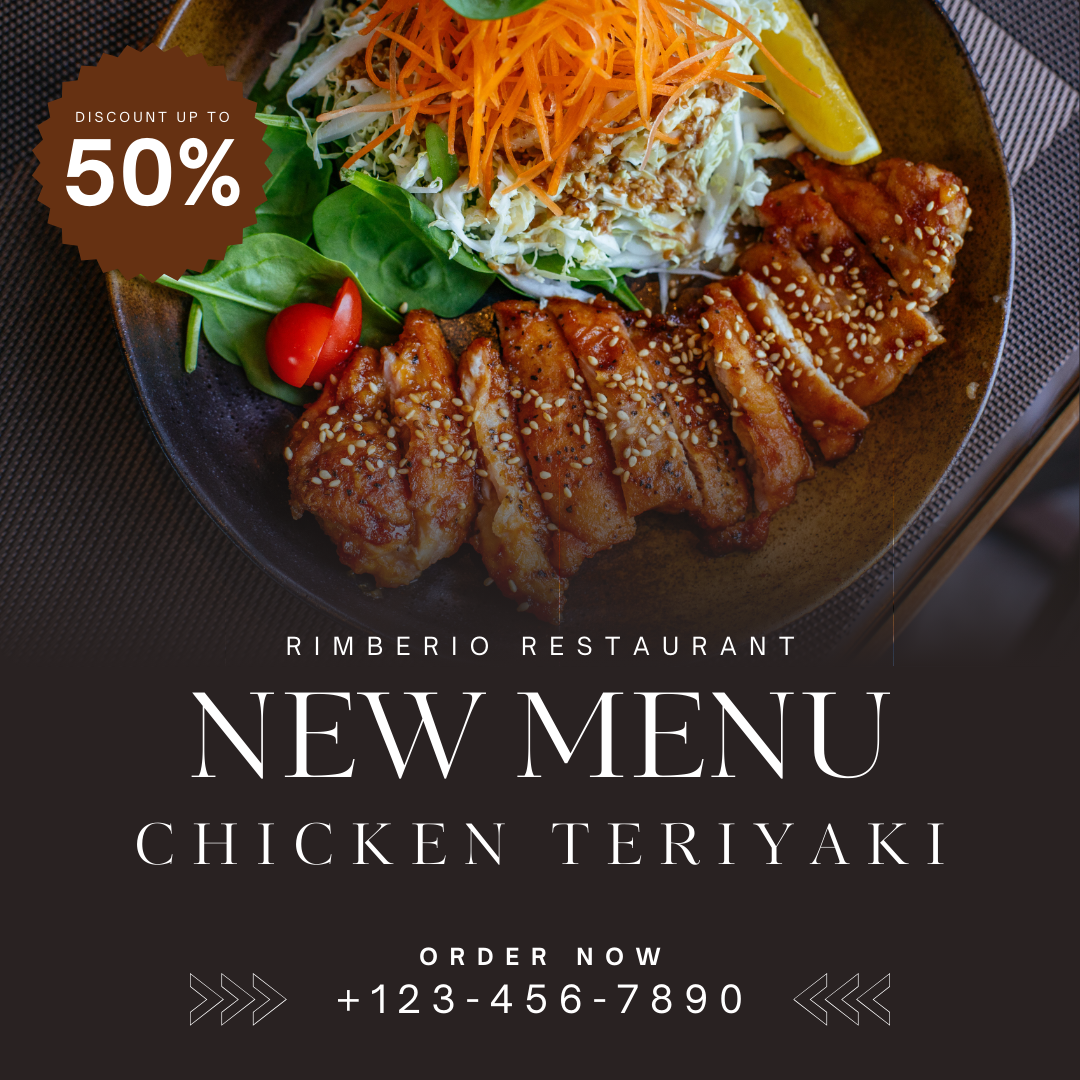 DISCOUNT UP TO
50%
RIMBERIO RESTAURANT
NEW MENU
CHICKEN TERIYAKI
ORDER NOW
+123-456-7890